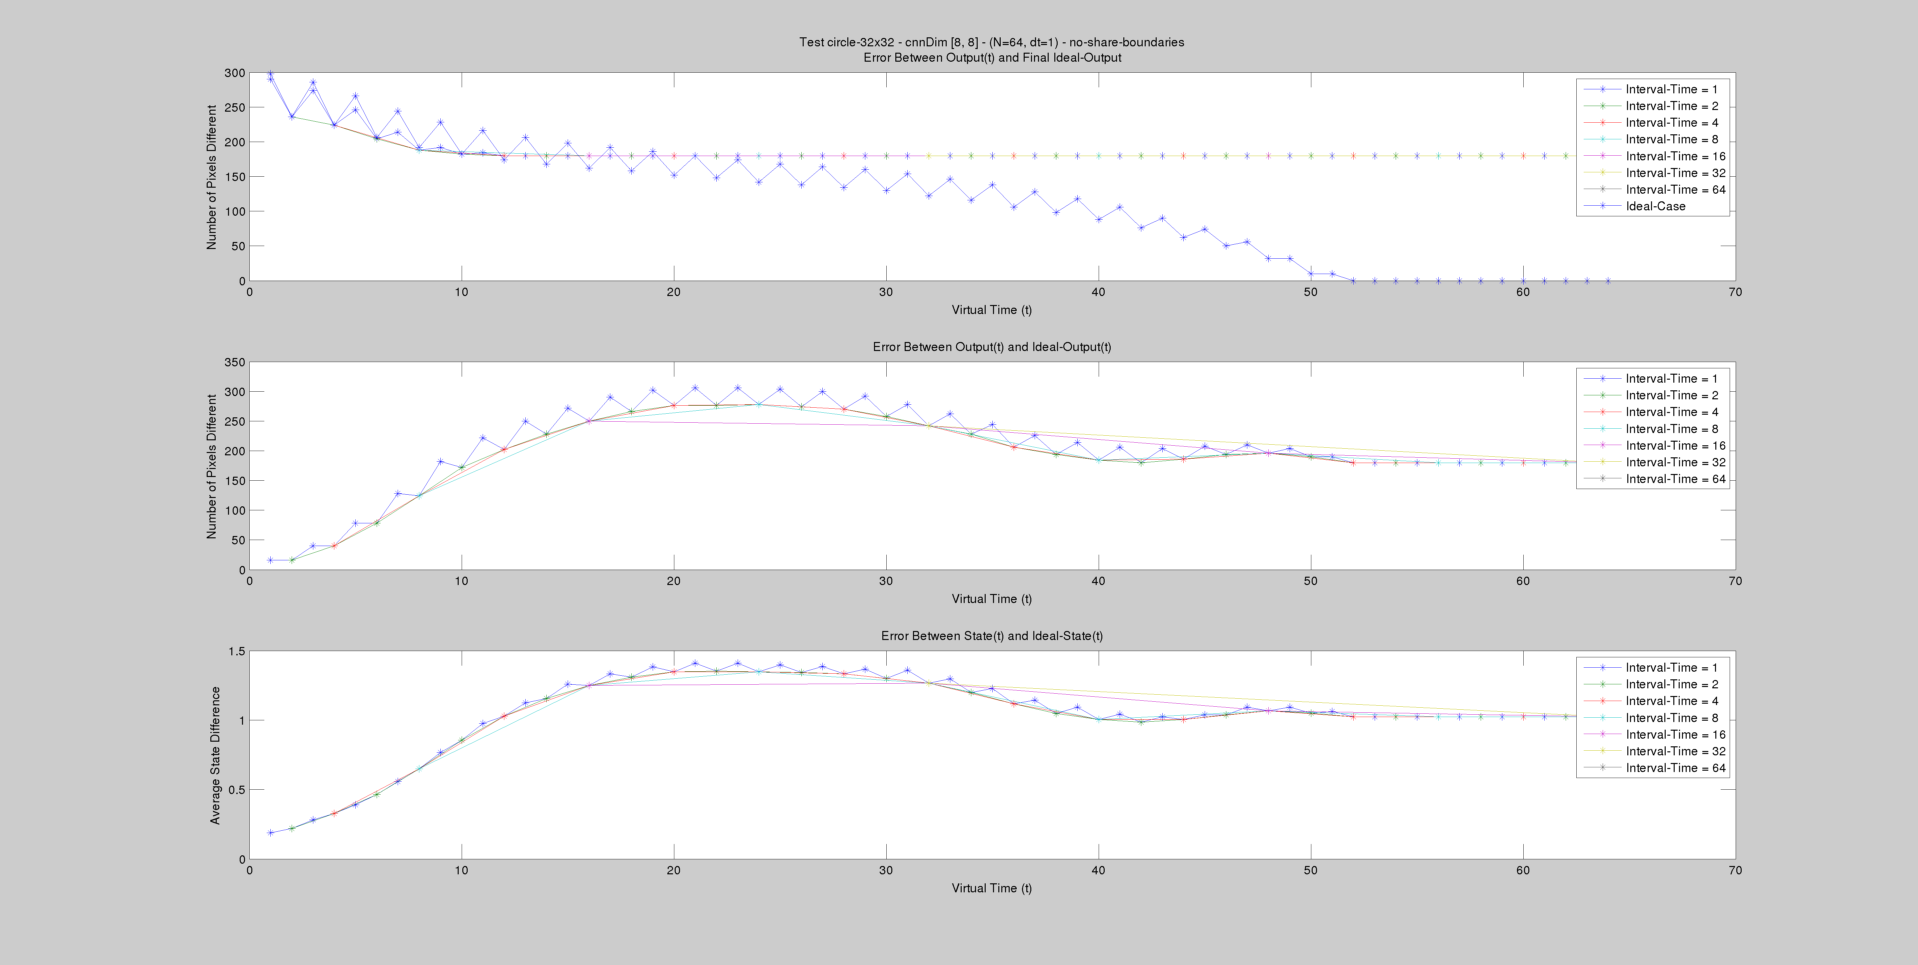 Test circle-32x32 - cnnDim [8, 8] - (N=64, dt=1) - no-share-boundaries
Error Between Output(t) and Final Ideal-Output
Number of Pixels Different
300
250
200
150
100
50
0
0 10 20 30 40 50 60 70
Virtual Time (t)
Interval-Time = 1
Interval-Time = 2
Interval-Time = 4
Interval-Time = 8
Interval-Time = 16
Interval-Time = 32
Interval-Time = 64
Ideal-Case
Error Between Output(t) and Ideal-Output(t)
Number of Pixels Different
350
300
250
200
150
100
50
0
0 10 20 30 40 50 60 70
Virtual Time (t)
Interval-Time = 1
Interval-Time = 2
Interval-Time = 4
Interval-Time = 8
Interval-Time = 16
Interval-Time = 32
Interval-Time = 64
Error Between State(t) and Ideal-State(t)
Average State Difference
1.5
1
0.5
0
0 10 20 30 40 50 60 70
Virtual Time (t)
Interval-Time = 1
Interval-Time = 2
Interval-Time = 4
Interval-Time = 8
Interval-Time = 16
Interval-Time = 32
Interval-Time = 64